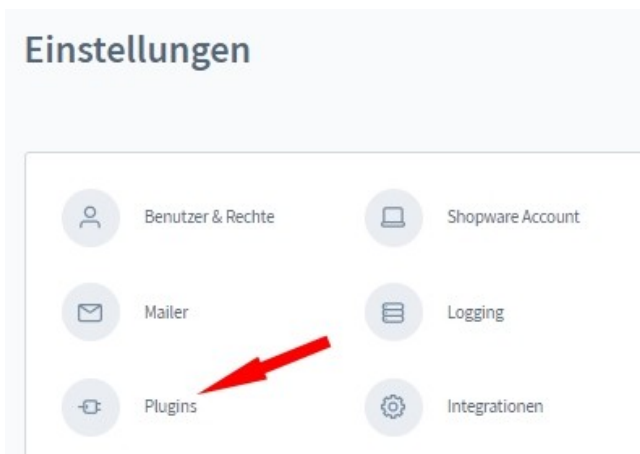 Einstellungen
Benutzer & Rechte
Shopware Account
Mailer
Logging
Plugins
Integrationen